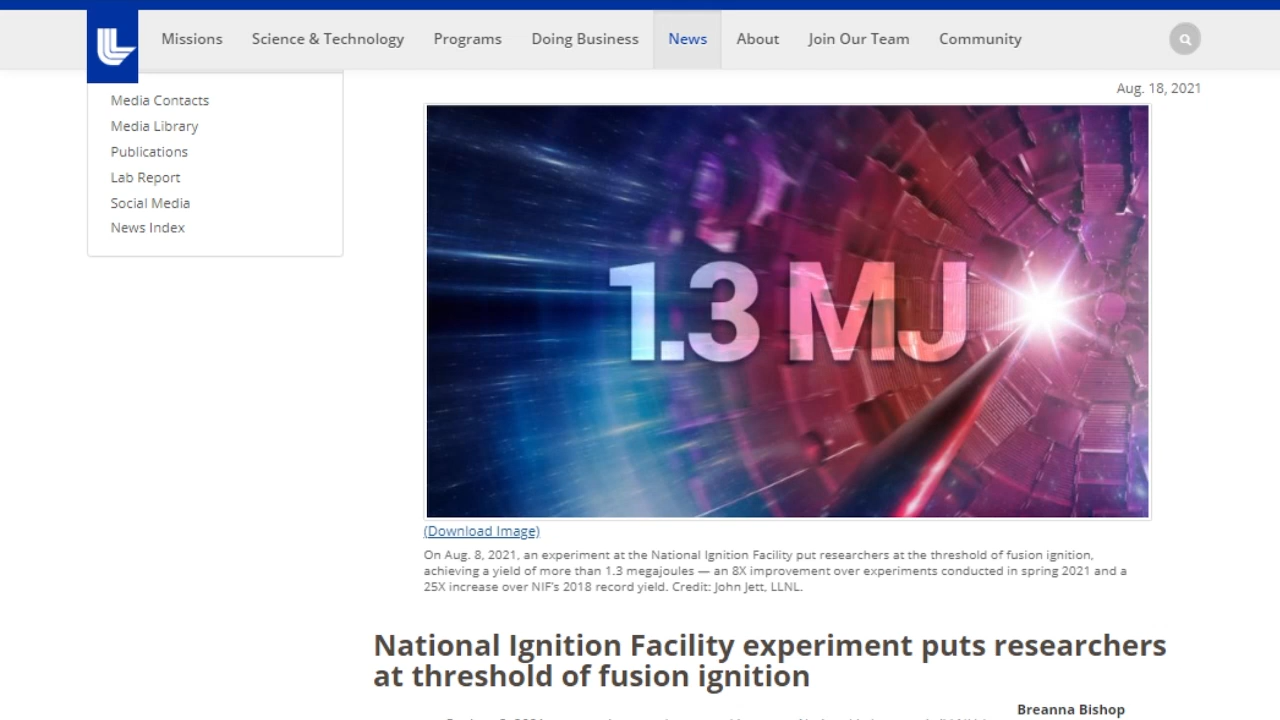 Missions Science & Technology Programs Doing Business News About Join Our Team Community
Media Contacts
Media Library
Publications
Lab Report
Social Media
News Index
Aug. 18, 2021
1.3 MJ
(Download Image)
On Aug. 8, 2021, an experiment at the National Ignition Facility put researchers at the threshold of fusion ignition,
achieving a yield of more than 1.3 megajoules — an 8X improvement over experiments conducted in spring 2021 and a
25X increase over NIF's 2018 record yield. Credit: John Jett, LLNL.
National Ignition Facility experiment puts researchers
at threshold of fusion ignition
Breanna Bishop